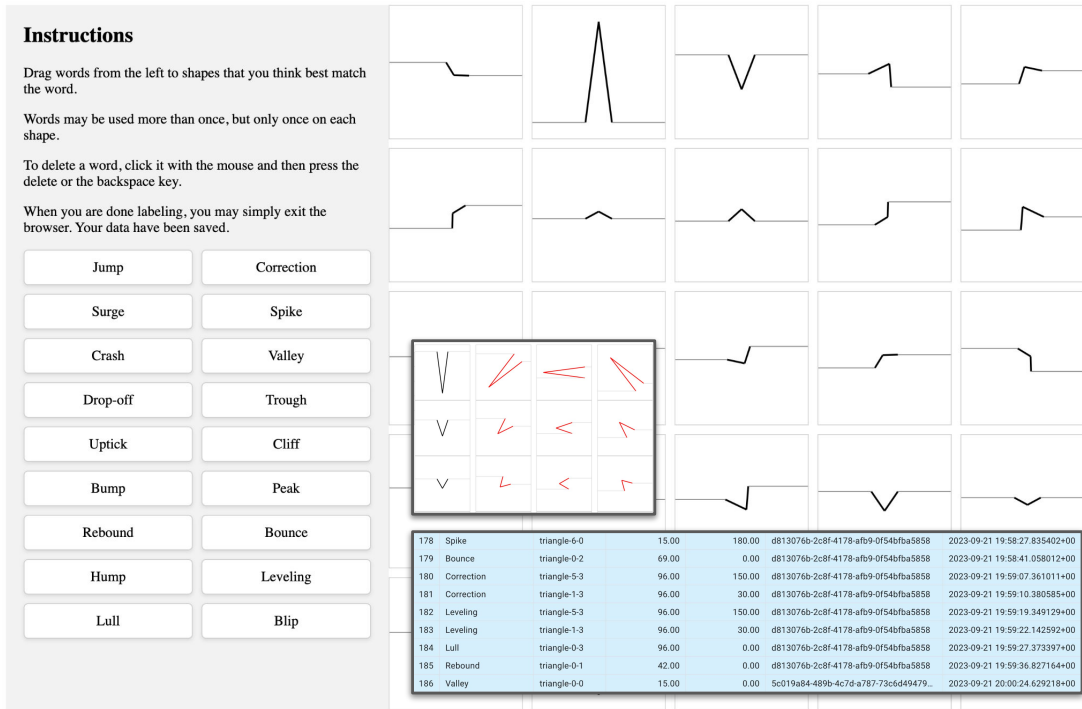 Instructions
Drag words from the left to shapes that you think best match
the word.
Words may be used more than once, but only once on each
shape.
To delete a word, click it with the mouse and then press the
delete or the backspace key.
When you are done labeling, you may simply exit the
browser. Your data have been saved.
Jump Correction
Surge Spike
Crash Valley
Drop-off Trough
Uptick Cliff
Bump Peak
Rebound Bounce
Hump Leveling
Lull Blip
178 Spike triangle-6-0 15.00 180.00 d813076b-2c8f-4178-afb9-0f54bfba5858 2023-09-21 19:58:27.835402+00
179 Bounce triangle-0-2 69.00 0.00 d813076b-2c8f-4178-afb9-0f54bfba5858 2023-09-21 19:58:41.058012+00
180 Correction triangle-5-3 96.00 150.00 d813076b-2c8f-4178-afb9-0f54bfba5858 2023-09-21 19:59:07.361011+00
181 Correction triangle-1-3 96.00 30.00 d813076b-2c8f-4178-afb9-0f54bfba5858 2023-09-21 19:59:10.380585+00
182 Leveling triangle-5-3 96.00 150.00 d813076b-2c8f-4178-afb9-0f54bfba5858 2023-09-21 19:59:19.349129+00
183 Leveling triangle-1-3 96.00 30.00 d813076b-2c8f-4178-afb9-0f54bfba5858 2023-09-21 19:59:22.142592+00
184 Lull triangle-0-3 96.00 0.00 d813076b-2c8f-4178-afb9-0f54bfba5858 2023-09-21 19:59:27.373397+00
185 Rebound triangle-0-1 42.00 0.00 d813076b-2c8f-4178-afb9-0f54bfba5858 2023-09-21 19:59:36.827164+00
186 Valley triangle-0-0 15.00 0.00 5c019a84-489b-4c7d-a787-73c6d49479... 2023-09-21 20:00:24.629218+00